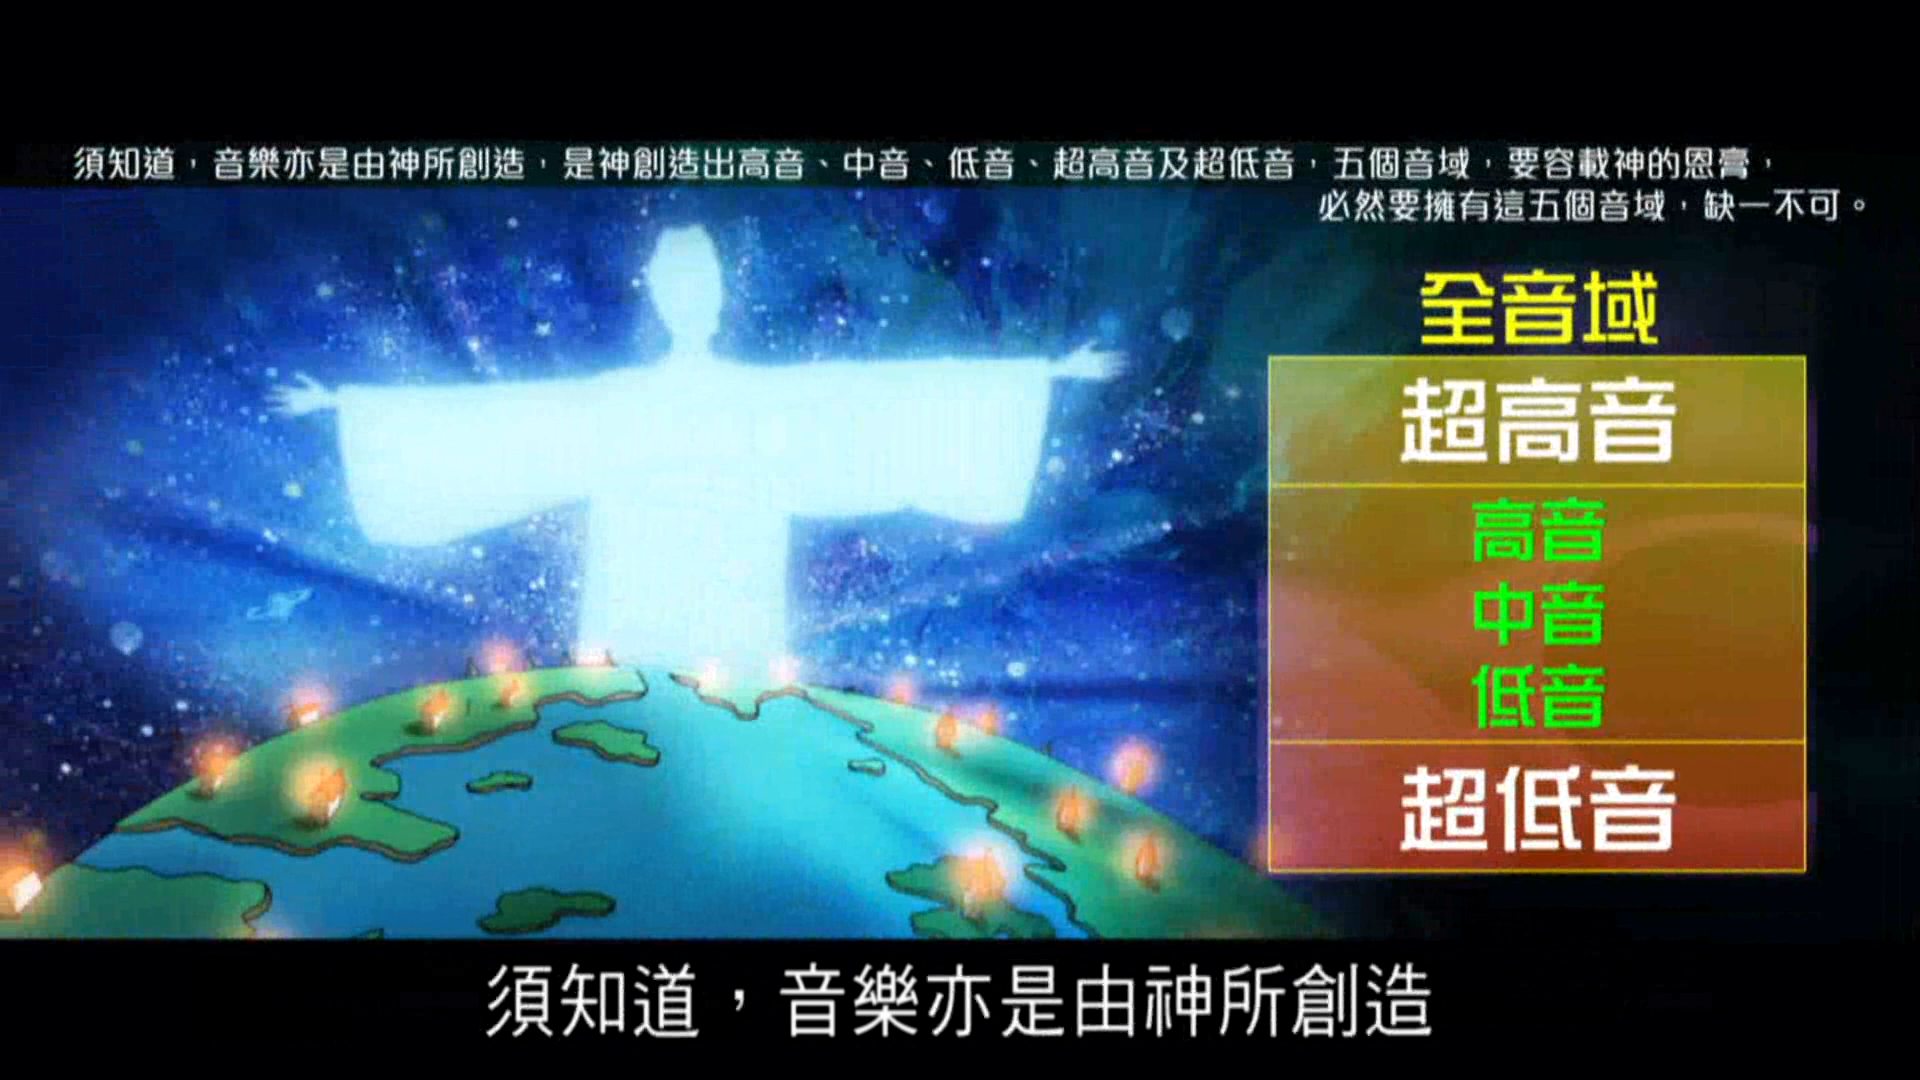 須知道，音樂亦是由神所創造，是神創造出高音、中音、低音、超高音及超低音，五個音域，要容載神的恩膏，
必然要擁有這五個音域，缺一不可。
全音域
超高音
高音
中音
低音
超低音
須知道，音樂亦是由神所創造